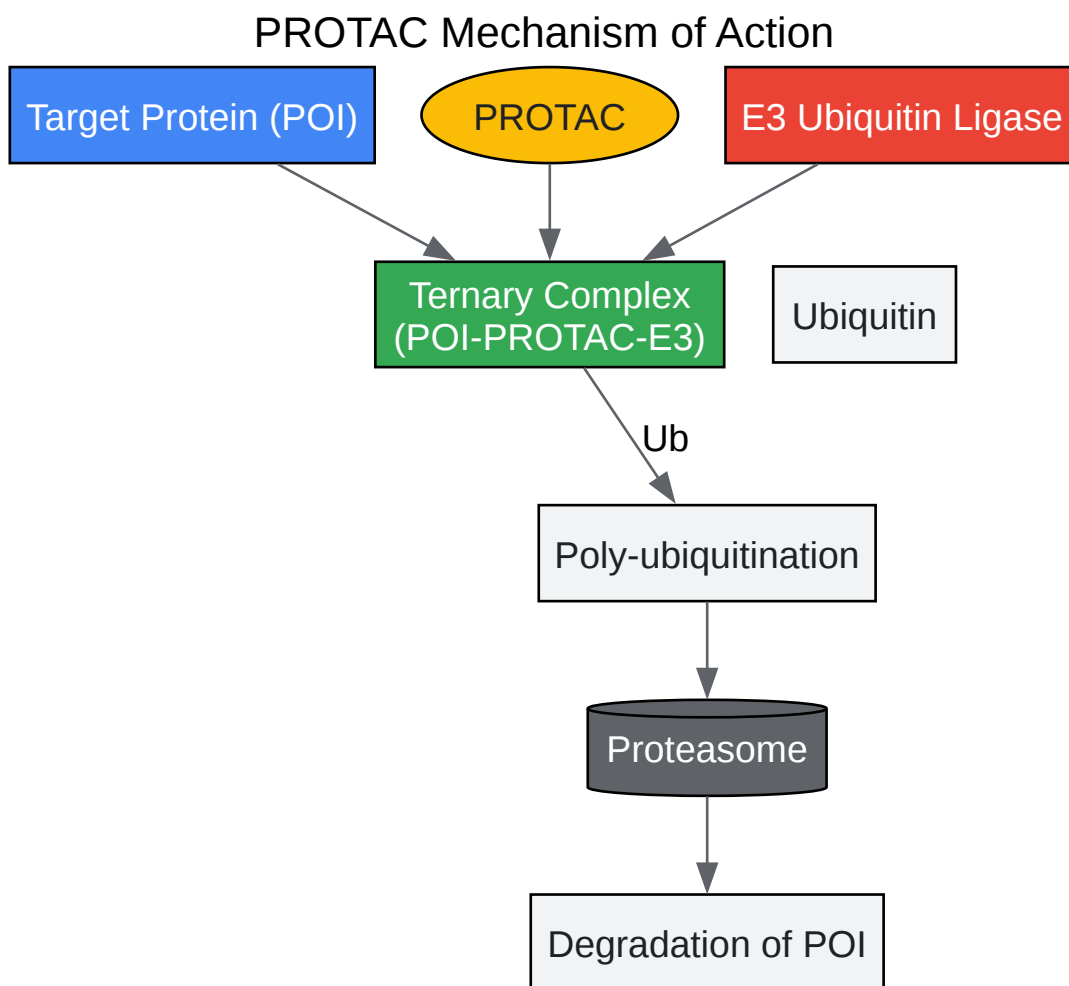 PROTAC Mechanism of Action
Target Protein (POI)
PROTAC
E3 Ubiquitin Ligase
Ternary Complex
(POI-PROTAC-E3)
Ubiquitin
Ub
Poly-ubiquitination
Proteasome
Degradation of POI